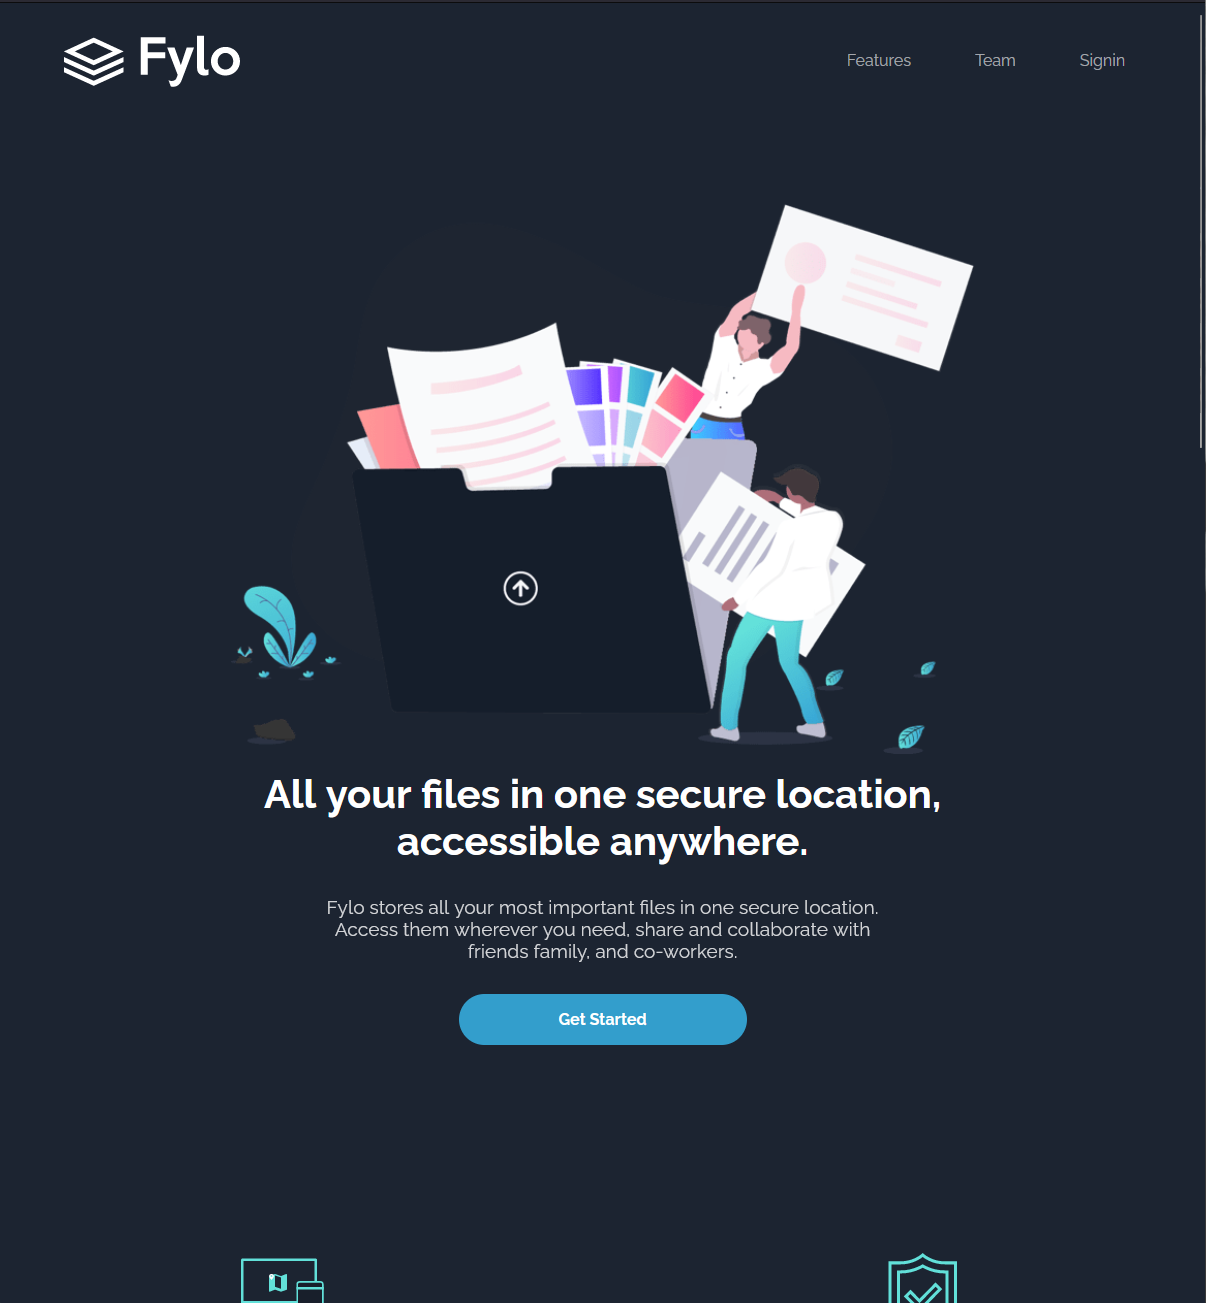 Fylo
Features
Team
Signin
All your files in one secure location,
accessible anywhere.
Fylo stores all your most important files in one secure location.
Access them wherever you need, share and collaborate with
friends family, and co-workers.
Get Started